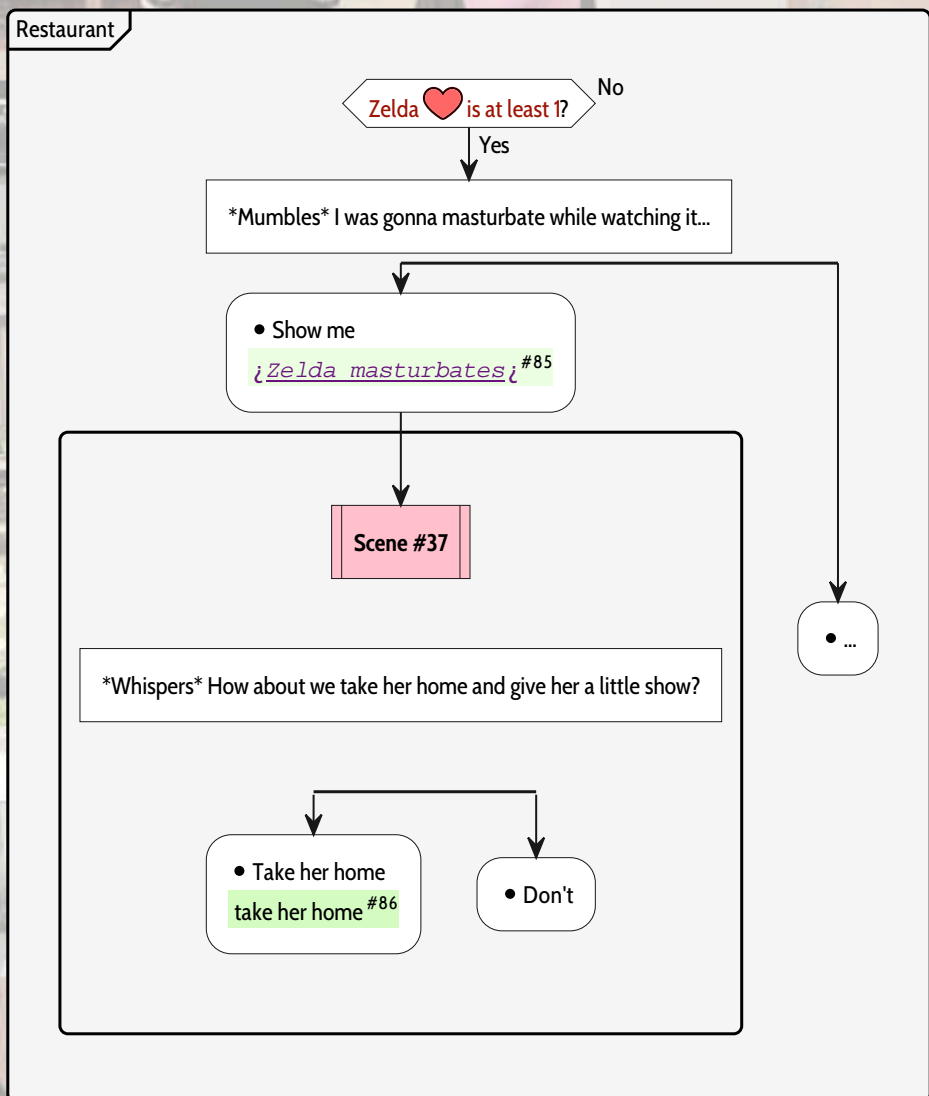 Restaurant
Zelda ❤ is at least 1?
No
Yes
*Mumbles* I was gonna masturbate while watching it...
• Show me
¿Zelda masturbates¿ #85
Scene #37
• ...
*Whispers* How about we take her home and give her a little show?
• Take her home
take her home #86
• Don't